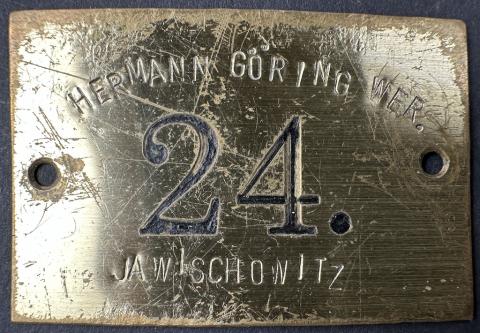 HERMANN GÖRING WER.
24.
JAWISCHOWITZ